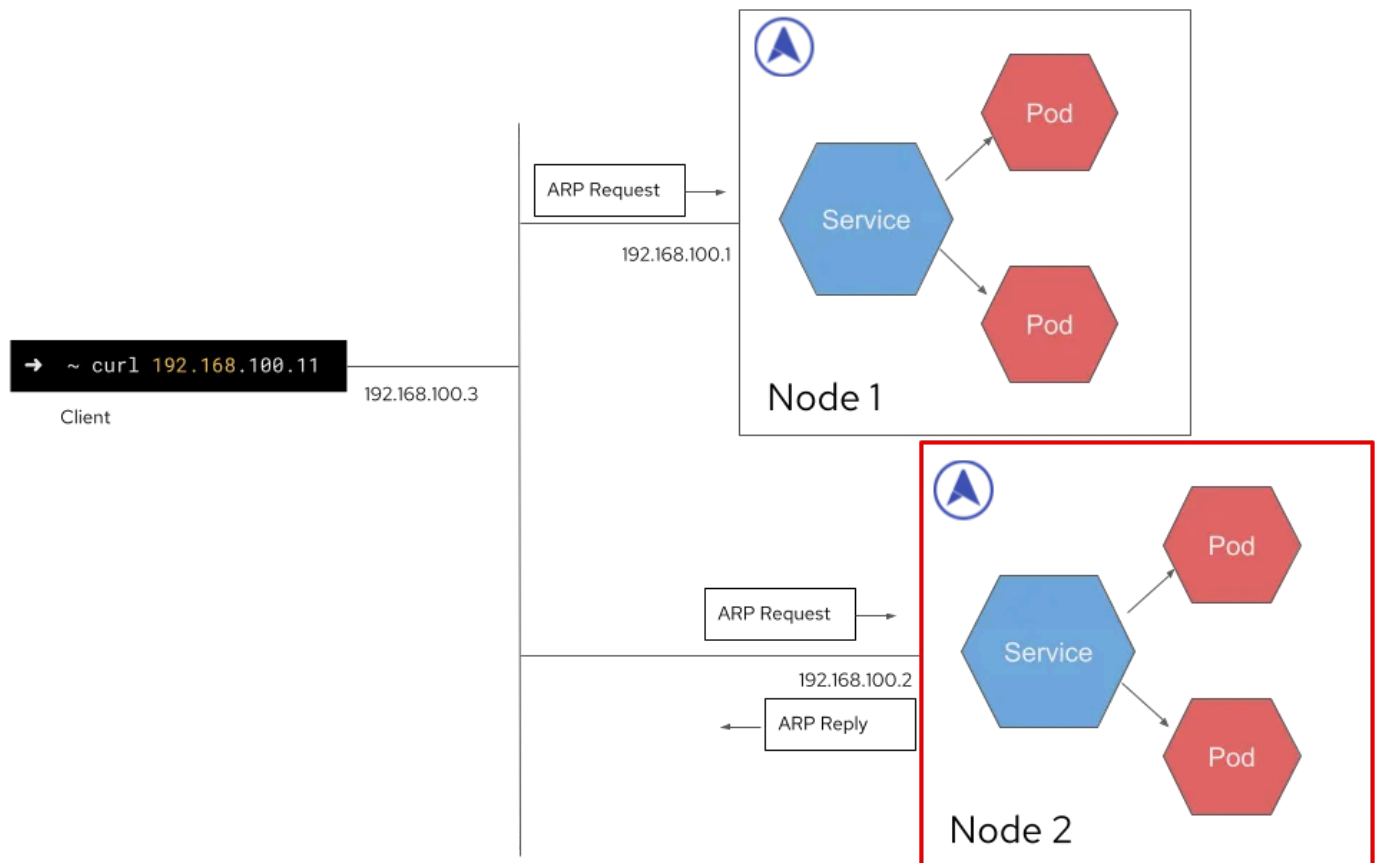 Pod
ARP Request
Service
192.168.100.1
Pod
➜ ~ curl 192.168.100.11
192.168.100.3
Client
Node 1
Pod
ARP Request
Service
192.168.100.2
ARP Reply
Pod
Node 2